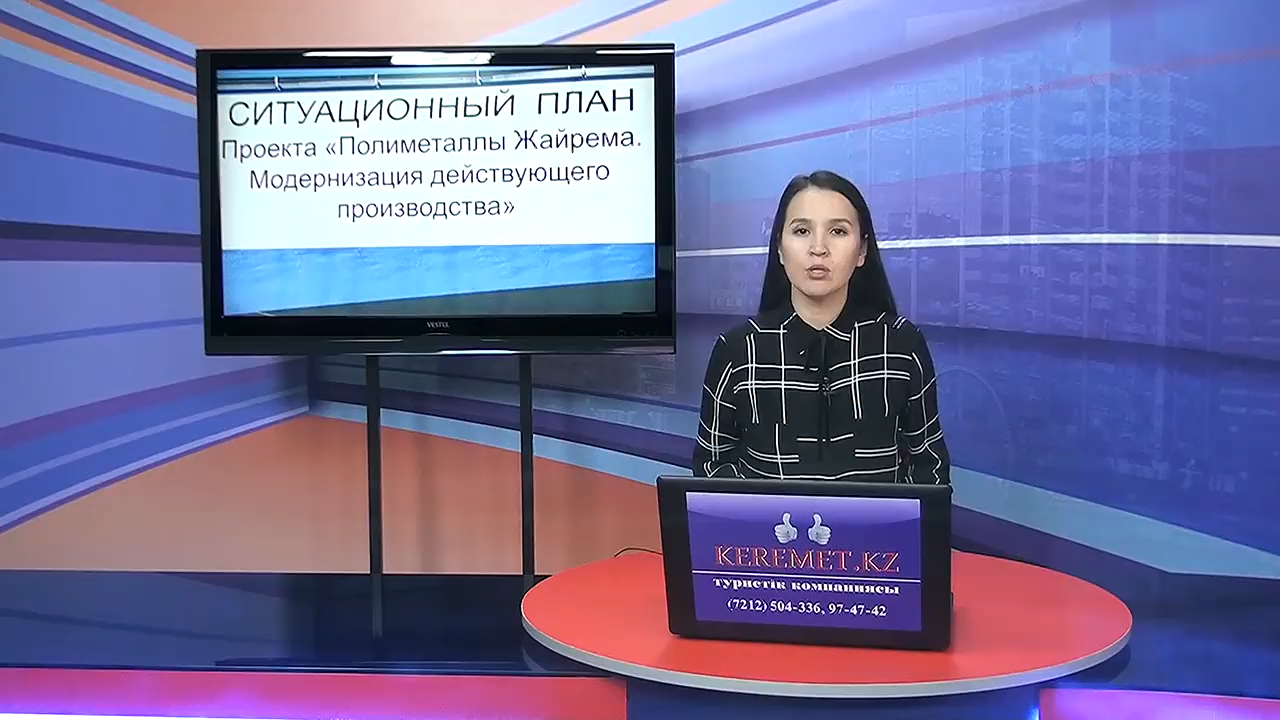 СИТУАЦИОННЫЙ ПЛАН
Проекта «Полиметаллы Жайрема.
Модернизация действующего
производства»
VESTEL
KEREMET.KZ
туристік компаниясы
(7212) 504-336, 97-47-42